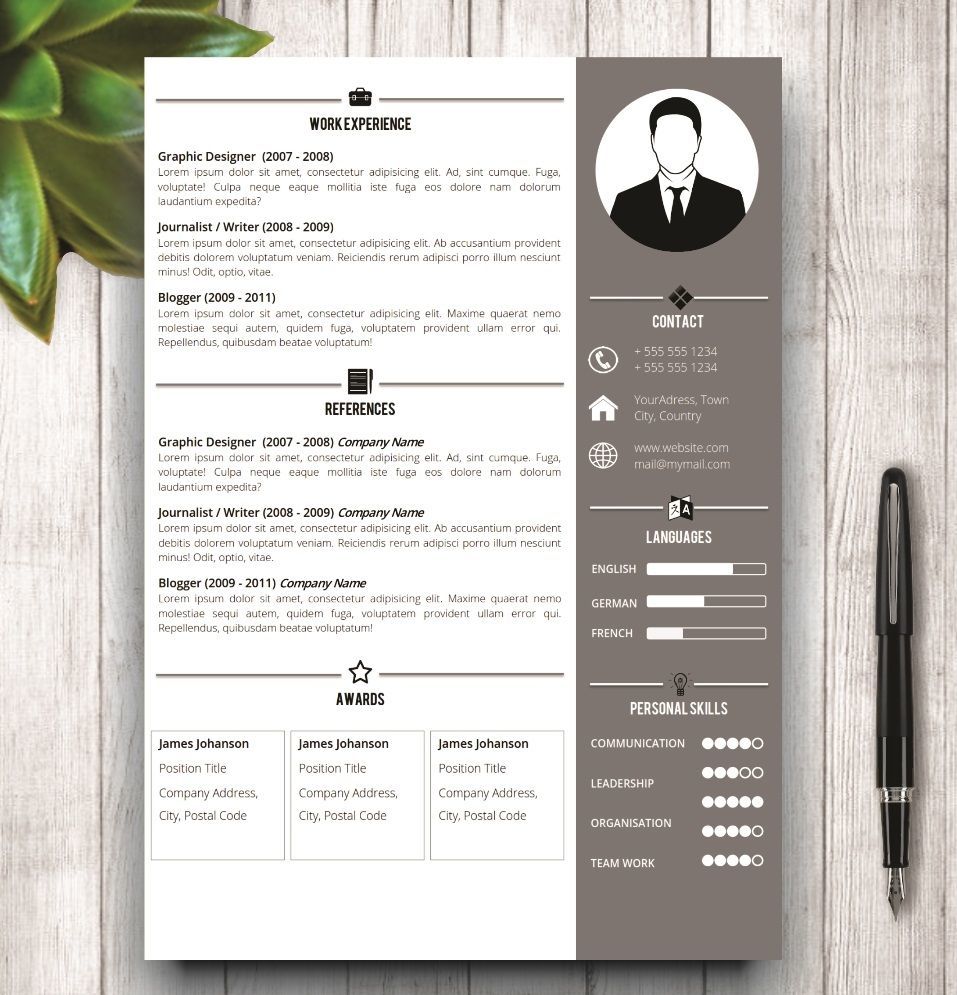 WORK EXPERIENCE
Graphic Designer (2007 - 2008)
Lorem ipsum dolor sit amet, consectetur adipisicing elit. Ad, sint cumque. Fuga,
voluptate! Culpa neque eaque mollitia iste fuga eos dolore nam dolorum
laudantium expedita?
Journalist / Writer (2008 - 2009)
Lorem ipsum dolor sit amet, consectetur adipisicing elit. Ab accusantium provident
debitis dolorem voluptatum veniam. Reiciendis rerum adipisci porro illum nesciunt
minus! Odit, optio, vitae.
Blogger (2009 - 2011)
Lorem ipsum dolor sit amet, consectetur adipisicing elit. Maxime quaerat nemo
molestiae sequi autem, quidem fuga, voluptatem provident ullam error qui.
Repellendus, quibusdam beatae voluptatum!
REFERENCES
Graphic Designer (2007 - 2008) Company Name
Lorem ipsum dolor sit amet, consectetur adipisicing elit. Ad, sint cumque. Fuga,
voluptate! Culpa neque eaque mollitia iste fuga eos dolore nam dolorum
laudantium expedita?
Journalist / Writer (2008 - 2009) Company Name
Lorem ipsum dolor sit amet, consectetur adipisicing elit. Ab accusantium provident
debitis dolorem voluptatum veniam. Reiciendis rerum adipisci porro illum nesciunt
minus! Odit, optio, vitae.
Blogger (2009 - 2011) Company Name
Lorem ipsum dolor sit amet, consectetur adipisicing elit. Maxime quaerat nemo
molestiae sequi autem, quidem fuga, voluptatem provident ullam error qui.
Repellendus, quibusdam beatae voluptatum!
AWARDS
James Johanson
Position Title
Company Address,
City, Postal Code
James Johanson
Position Title
Company Address,
City, Postal Code
James Johanson
Position Title
Company Address,
City, Postal Code
CONTACT
+ 555 555 1234
+ 555 555 1234
YourAdress, Town
City, Country
www.website.com
mail@mymail.com
文A
LANGUAGES
ENGLISH
GERMAN
FRENCH
PERSONAL SKILLS
COMMUNICATION
LEADERSHIP
ORGANISATION
TEAM WORK